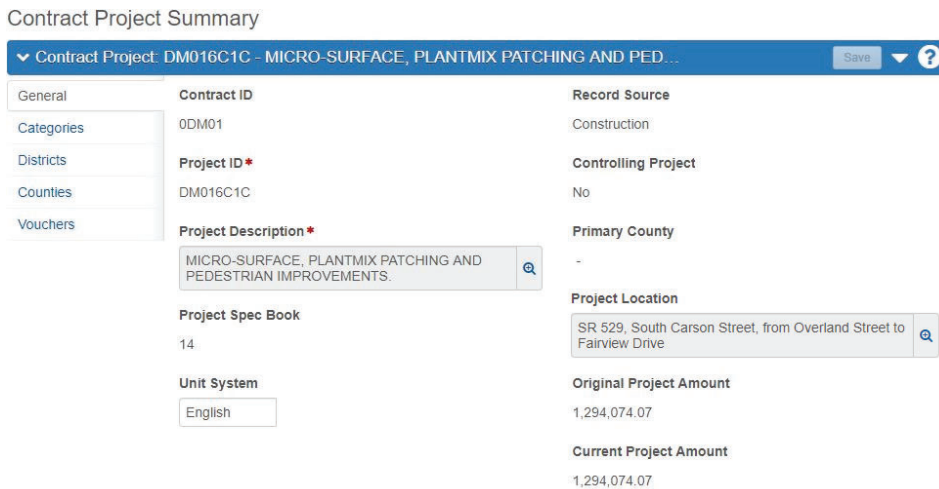 Contract Project Summary
Contract Project: DM016C1C - MICRO-SURFACE, PLANTMIX PATCHING AND PED...
Save
?
General
Categories
Districts
Counties
Vouchers
Contract ID
0DM01
Project ID*
DM016C1C
Project Description*
MICRO-SURFACE, PLANTMIX PATCHING AND
PEDESTRIAN IMPROVEMENTS.
Project Spec Book
14
Unit System
English
Record Source
Construction
Controlling Project
No
Primary County
-
Project Location
SR 529, South Carson Street, from Overland Street to
Fairview Drive
Original Project Amount
1,294,074.07
Current Project Amount
1,294,074.07